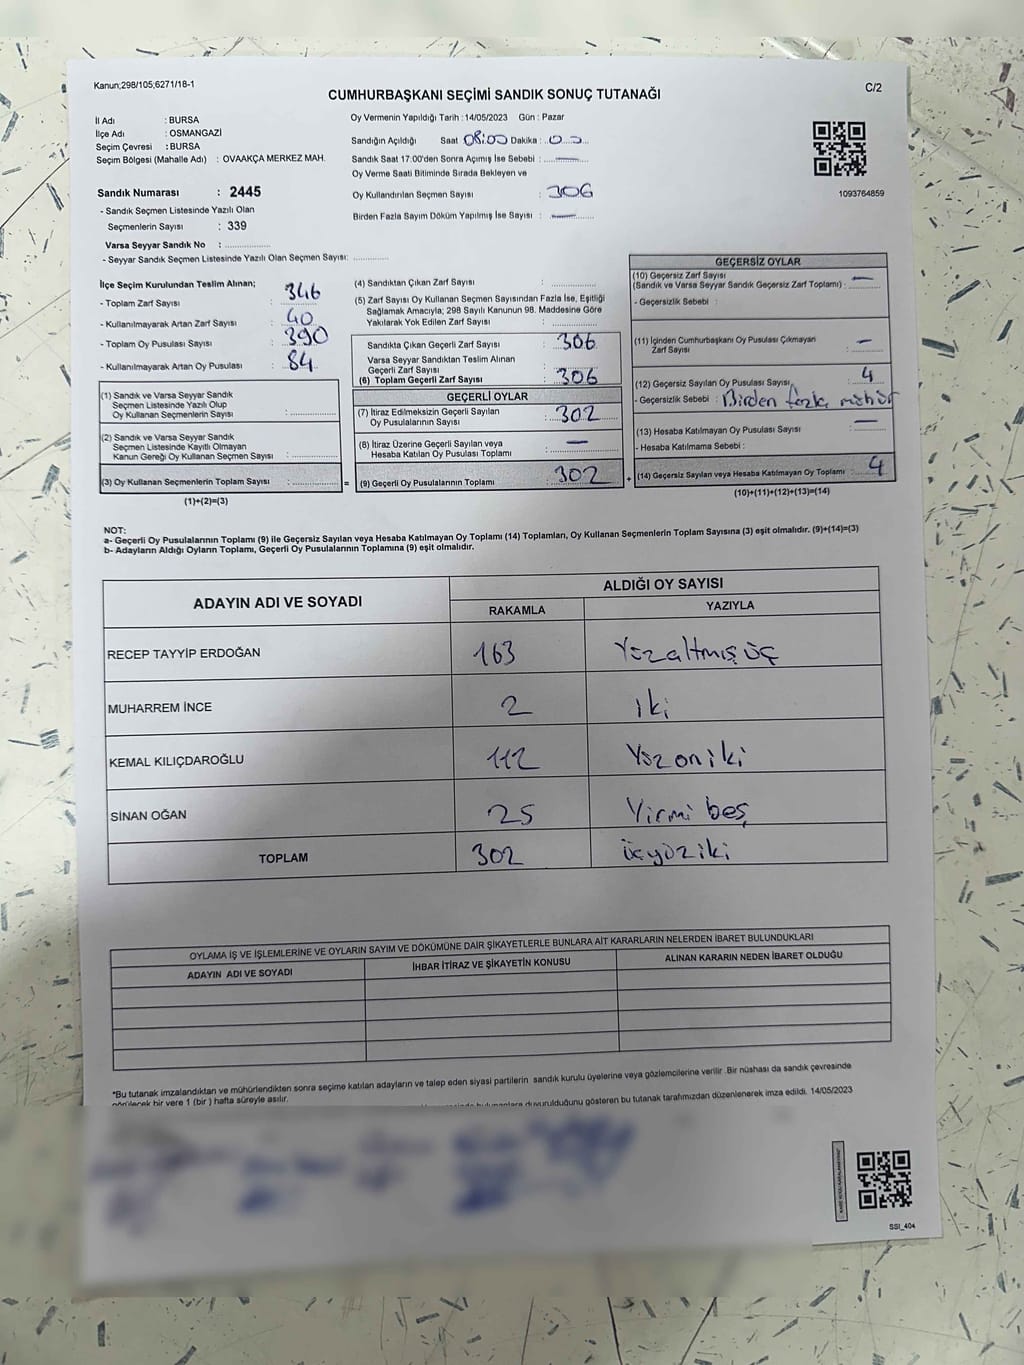 Kanun;298/105;6271/18-1
C/2
CUMHURBAŞKANI SEÇİMİ SANDIK SONUÇ TUTANAĞI
İl Adı : BURSA
İlçe Adı : OSMANGAZİ
Seçim Çevresi : BURSA
Seçim Bölgesi (Mahalle Adı) : OVAAKÇA MERKEZ MAH.
Sandık Numarası : 2445
- Sandık Seçmen Listesinde Yazılı Olan
Seçmenlerin Sayısı : 339
Varsa Seyyar Sandık No :
- Seyyar Sandık Seçmen Listesinde Yazılı Olan Seçmen Sayısı:
Oy Vermenin Yapıldığı Tarih : 14/05/2023 Gün : Pazar
Sandığın Açıldığı Saat 08:00 Dakika : 00
Sandık Saat 17.00'den Sonra Açımış İse Sebebi : —
Oy Verme Saati Bitiminde Sırada Bekleyen ve
Oy Kullandırılan Seçmen Sayısı : 306
Birden Fazla Sayım Döküm Yapılmış İse Sayısı : —
1093764859
İlçe Seçim Kurulundan Teslim Alınan;
- Toplam Zarf Sayısı : 346
- Kullanılmayarak Artan Zarf Sayısı : 40
- Toplam Oy Pusulası Sayısı : 390
- Kullanılmayarak Artan Oy Pusulası : 84
(1) Sandık ve Varsa Seyyar Sandık
Seçmen Listesinde Yazılı Olup
Oy Kullanan Seçmenlerin Sayısı :
(2) Sandık ve Varsa Seyyar Sandık
Seçmen Listesinde Kayıtlı Olmayan
Kanun Gereği Oy Kullanan Seçmen Sayısı :
(3) Oy Kullanan Seçmenlerin Toplam Sayısı : =
(1)+(2)=(3)
(4) Sandıktan Çıkan Zarf Sayısı :
(5) Zarf Sayısı Oy Kullanan Seçmen Sayısından Fazla İse, Eşitliği
Sağlamak Amacıyla; 298 Sayılı Kanunun 98. Maddesine Göre
Yakılarak Yok Edilen Zarf Sayısı :
Sandıkta Çıkan Geçerli Zarf Sayısı : 306
Varsa Seyyar Sandıktan Teslim Alınan
Geçerli Zarf Sayısı :
(6) Toplam Geçerli Zarf Sayısı : 306
GEÇERLİ OYLAR
(7) İtiraz Edilmeksizin Geçerli Sayılan
Oy Pusulalarının Sayısı : 302
(8) İtiraz Üzerine Geçerli Sayılan veya
Hesaba Katılan Oy Pusulası Toplamı : —
(9) Geçerli Oy Pusulalarının Toplamı : 302 +
GEÇERSİZ OYLAR
(10) Geçersiz Zarf Sayısı
(Sandık ve Varsa Seyyar Sandık Geçersiz Zarf Toplamı) : —
- Geçersizlik Sebebi :
(11) İçinden Cumhurbaşkanı Oy Pusulası Çıkmayan
Zarf Sayısı : —
(12) Geçersiz Sayılan Oy Pusulası Sayısı : 4
- Geçersizlik Sebebi : Birden fazla mühür
(13) Hesaba Katılmayan Oy Pusulası Sayısı : —
- Hesaba Katılmama Sebebi :
(14) Geçersiz Sayılan veya Hesaba Katılmayan Oy Toplamı : 4
(10)+(11)+(12)+(13)=(14)
NOT:
a- Geçerli Oy Pusulalarının Toplamı (9) ile Geçersiz Sayılan veya Hesaba Katılmayan Oy Toplamı (14) Toplamları, Oy Kullanan Seçmenlerin Toplam Sayısına (3) eşit olmalıdır. (9)+(14)=(3)
b- Adayların Aldığı Oyların Toplamı, Geçerli Oy Pusulalarının Toplamına (9) eşit olmalıdır.
ADAYIN ADI VE SOYADI
ALDIĞI OY SAYISI
RAKAMLA YAZIYLA
RECEP TAYYİP ERDOĞAN 163 Yüzaltmış üç
MUHARREM İNCE 2 iki
KEMAL KILIÇDAROĞLU 112 Yüz on iki
SİNAN OĞAN 25 Yirmi beş
TOPLAM 302 üçyüz iki
OYLAMA İŞ VE İŞLEMLERİNE VE OYLARIN SAYIM VE DÖKÜMÜNE DAİR ŞİKAYETLERLE BUNLARA AİT KARARLARIN NELERDEN İBARET BULUNDUKLARI
ADAYIN ADI VE SOYADI İHBAR İTİRAZ VE ŞİKAYETİN KONUSU ALINAN KARARIN NEDEN İBARET OLDUĞU
*Bu tutanak imzalandıktan ve mühürlendikten sonra seçime katılan adayların ve talep eden siyasi partilerin sandık kurulu üyelerine veya gözlemcilerine verilir .Bir nüshası da sandık çevresinde
görülecek bir yere 1 (bir ) hafta süreyle asılır.
duyurulduğunu gösteren bu tutanak tarafımızdan düzenlenerek imza edildi. 14/05/2023
SSI_404